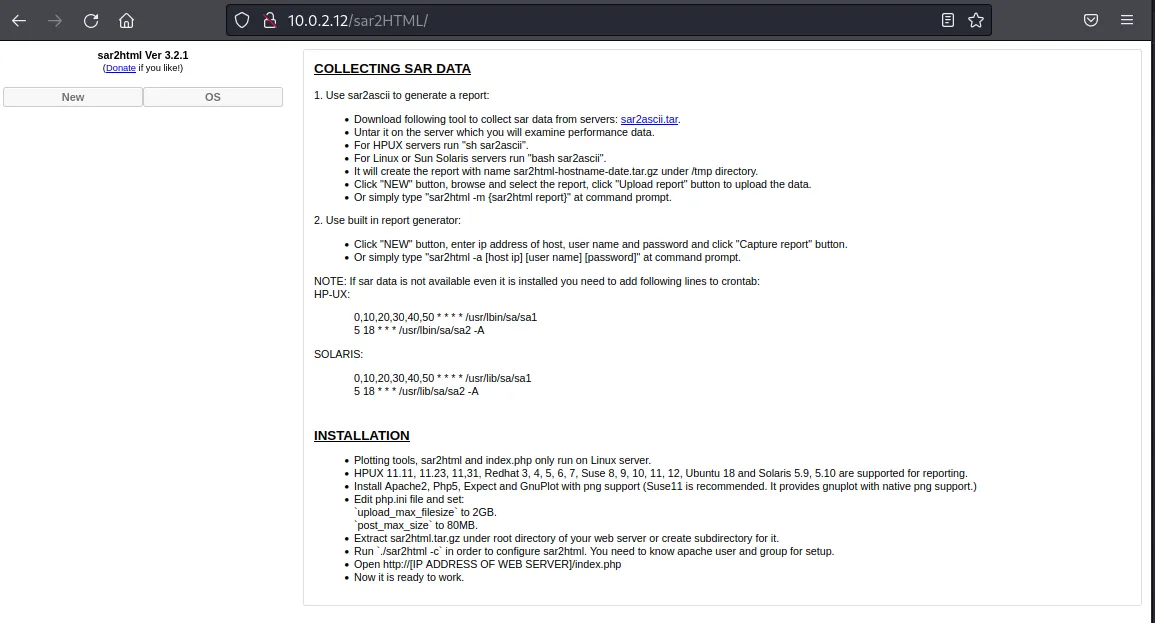 10.0.2.12/sar2HTML/
sar2html Ver 3.2.1
(Donate if you like!)
New
OS
COLLECTING SAR DATA
1. Use sar2ascii to generate a report:
Download following tool to collect sar data from servers: sar2ascii.tar.
Untar it on the server which you will examine performance data.
For HPUX servers run "sh sar2ascii".
For Linux or Sun Solaris servers run "bash sar2ascii".
It will create the report with name sar2html-hostname-date.tar.gz under /tmp directory.
Click "NEW" button, browse and select the report, click "Upload report" button to upload the data.
Or simply type "sar2html -m {sar2html report}" at command prompt.
2. Use built in report generator:
Click "NEW" button, enter ip address of host, user name and password and click "Capture report" button.
Or simply type "sar2html -a [host ip] [user name] [password]" at command prompt.
NOTE: If sar data is not available even it is installed you need to add following lines to crontab:
HP-UX:
0,10,20,30,40,50 * * * * /usr/lbin/sa/sa1
5 18 * * * /usr/lbin/sa/sa2 -A
SOLARIS:
0,10,20,30,40,50 * * * * /usr/lib/sa/sa1
5 18 * * * /usr/lib/sa/sa2 -A
INSTALLATION
Plotting tools, sar2html and index.php only run on Linux server.
HPUX 11.11, 11.23, 11,31, Redhat 3, 4, 5, 6, 7, Suse 8, 9, 10, 11, 12, Ubuntu 18 and Solaris 5.9, 5.10 are supported for reporting.
Install Apache2, Php5, Expect and GnuPlot with png support (Suse11 is recommended. It provides gnuplot with native png support.)
Edit php.ini file and set:
`upload_max_filesize` to 2GB.
`post_max_size` to 80MB.
Extract sar2html.tar.gz under root directory of your web server or create subdirectory for it.
Run `./sar2html -c` in order to configure sar2html. You need to know apache user and group for setup.
Open http://[IP ADDRESS OF WEB SERVER]/index.php
Now it is ready to work.